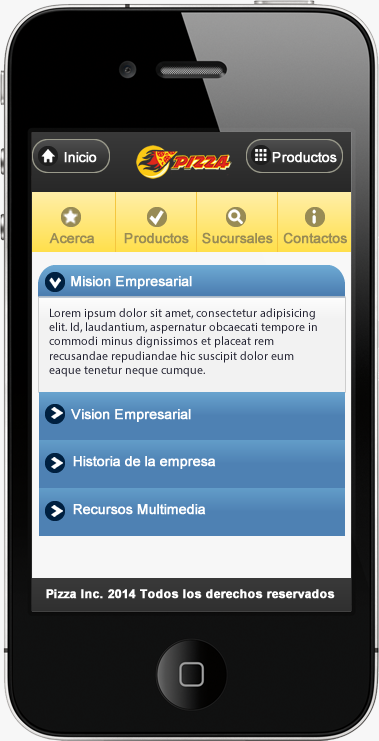 Inicio
PIZZA
Productos
Acerca
Productos
Sucursales
Contactos
Mision Empresarial
Lorem ipsum dolor sit amet, consectetur adipisicing
elit. Id, laudantium, aspernatur obcaecati tempore in
commodi minus dignissimos et placeat rem
recusandae repudiandae hic suscipit dolor eum
eaque tenetur neque cumque.
Vision Empresarial
Historia de la empresa
Recursos Multimedia
Pizza Inc. 2014 Todos los derechos reservados